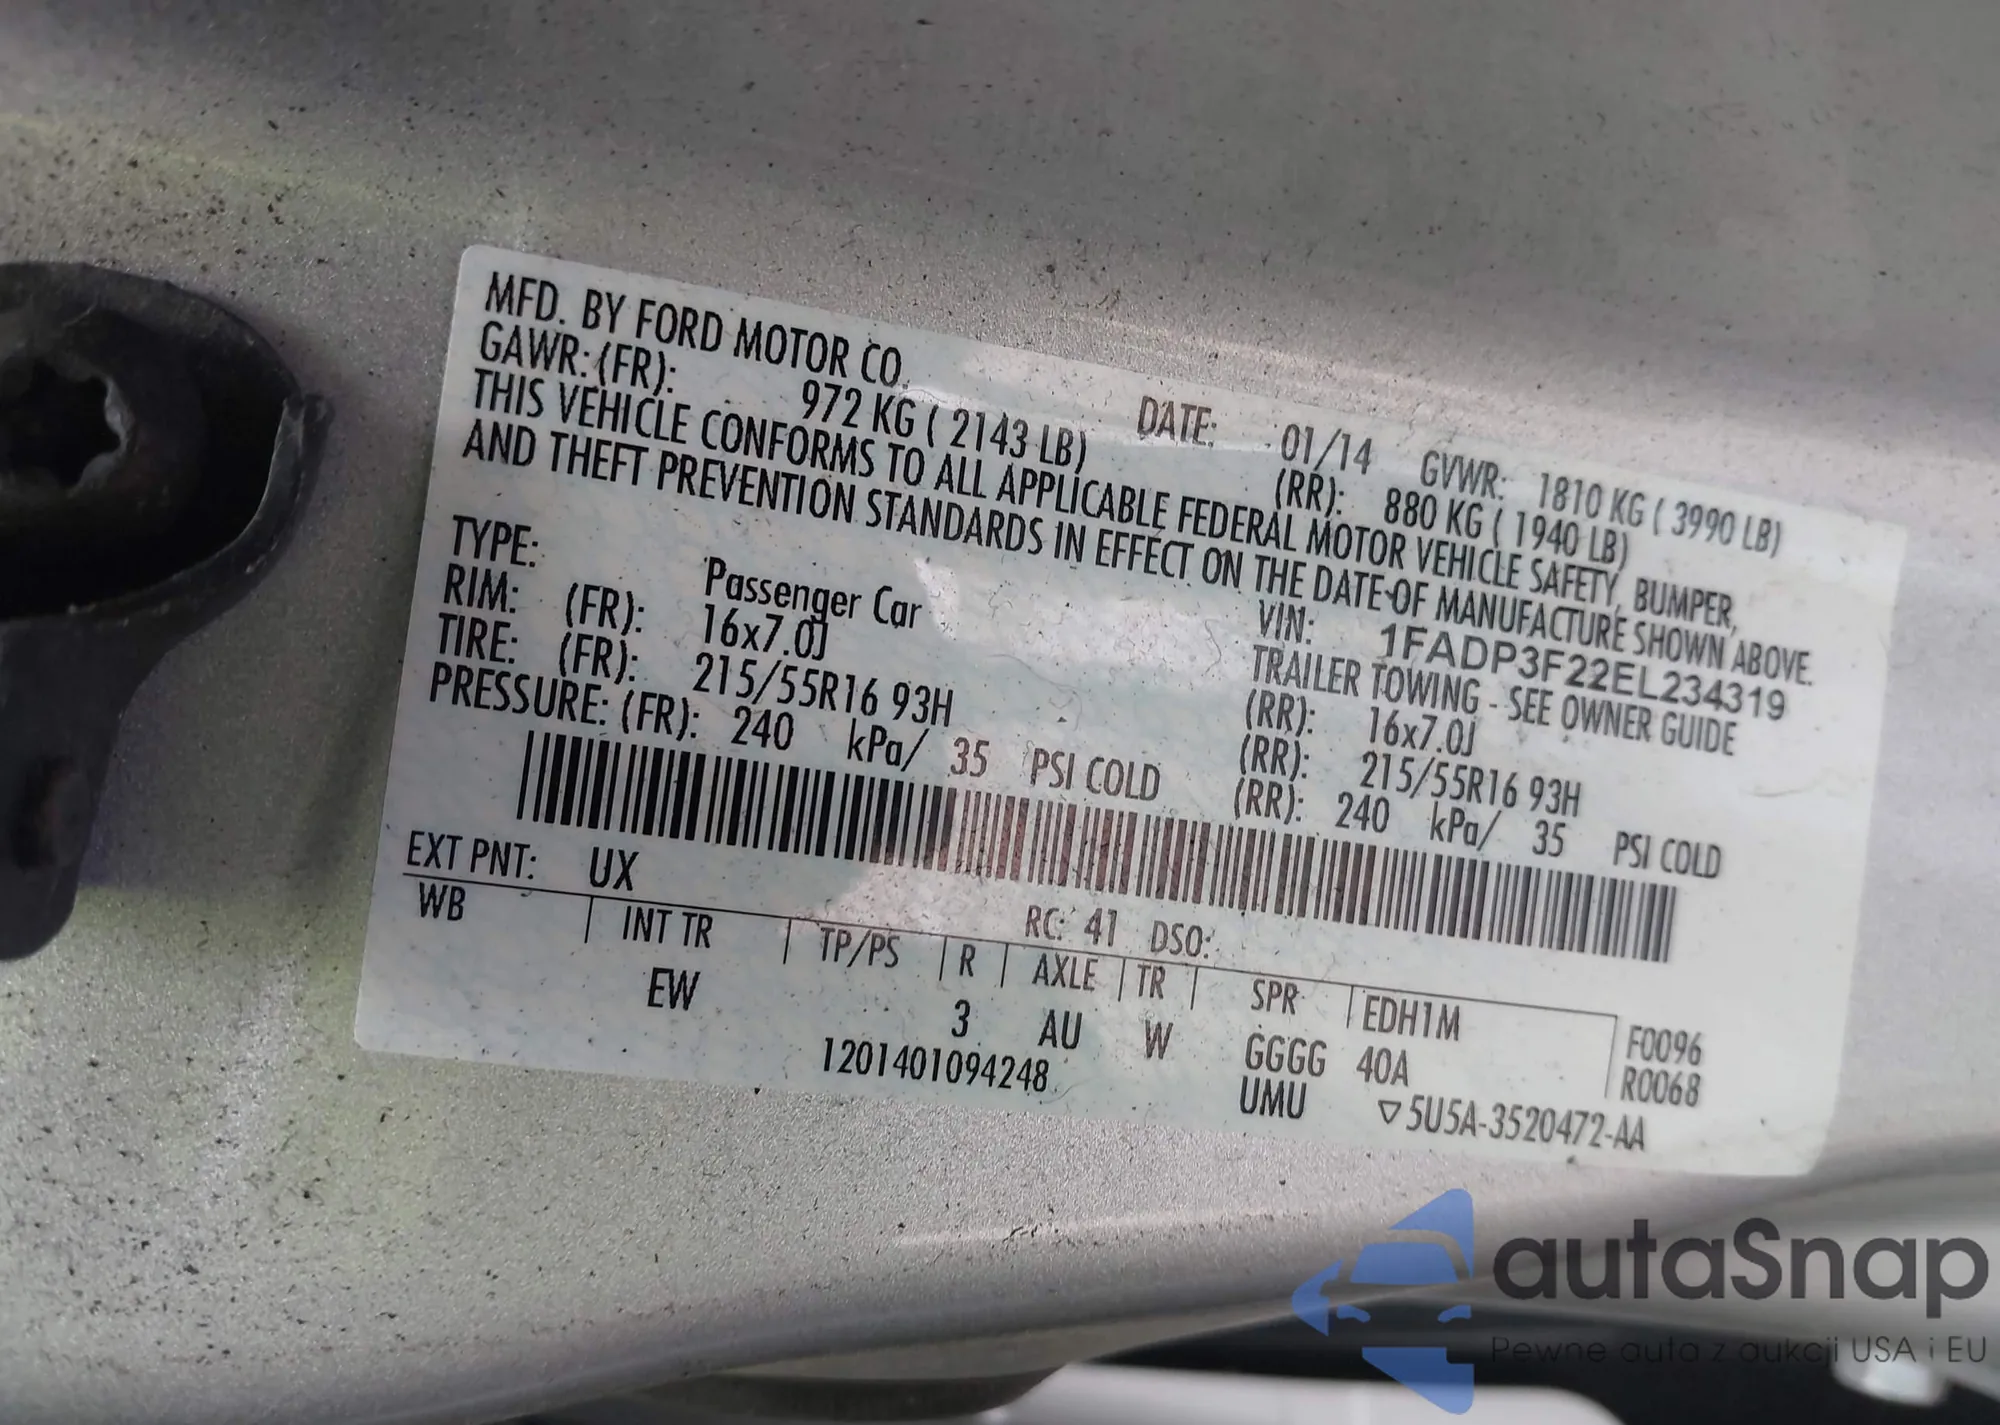 MFD. BY FORD MOTOR CO.
DATE: 01/14 GVWR: 1810 KG ( 3990 LB)
GAWR: (FR): 972 KG ( 2143 LB) (RR): 880 KG ( 1940 LB)
THIS VEHICLE CONFORMS TO ALL APPLICABLE FEDERAL MOTOR VEHICLE SAFETY, BUMPER,
AND THEFT PREVENTION STANDARDS IN EFFECT ON THE DATE OF MANUFACTURE SHOWN ABOVE.
VIN: 1FADP3F22EL234319
TYPE: Passenger Car TRAILER TOWING - SEE OWNER GUIDE
RIM: (FR): 16x7.0J (RR): 16x7.0J
TIRE: (FR): 215/55R16 93H (RR): 215/55R16 93H
PRESSURE: (FR): 240 kPa/ 35 PSI COLD (RR): 240 kPa/ 35 PSI COLD
EXT PNT: UX RC: 41 DSO:
WB INT TR TP/PS R AXLE TR SPR EDH1M F0096
EW 3 AU W GGGG 40A R0068
1201401094248 UMU ▽5U5A-3520472-AA
autaSnap
Pewne auta z aukcji USA i EU